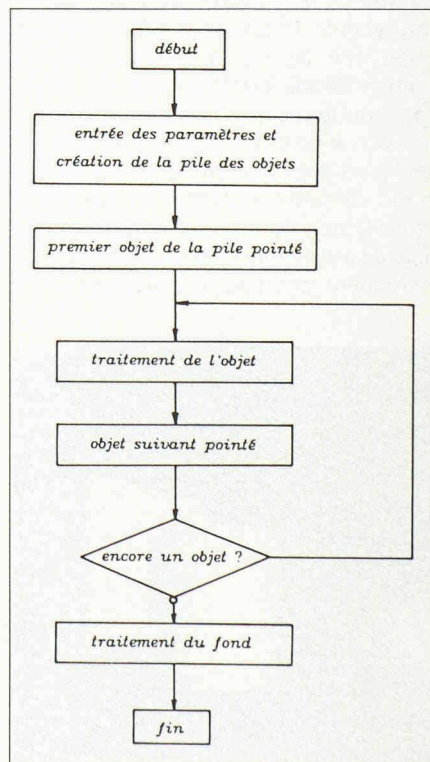 début
entrée des paramètres et
création de la pile des objets
premier objet de la pile pointé
traitement de l'objet
objet suivant pointé
encore un objet ?
traitement du fond
fin